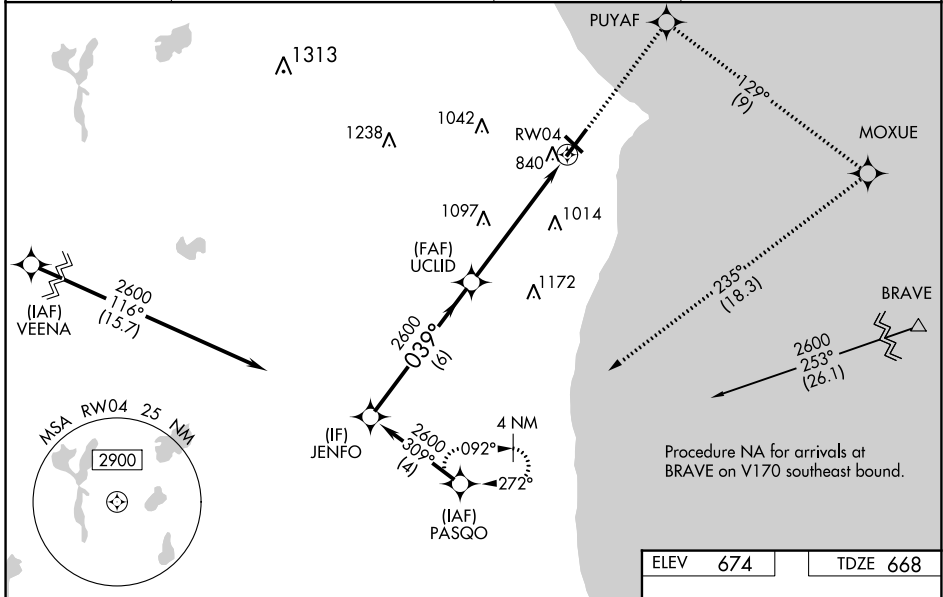 PUYAF
1313
129°
(9)
1042
1238
RW04
840
MOXUE
1097
1014
(FAF)
UCLID
1172
2600
116°
(15.7)
(IAF)
VEENA
235°
(18.3)
BRAVE
2600
253°
(26.1)
2600
039°
(6)
MSA RW04 25 NM
2900
(IF)
JENFO
2600
309°
(4)
4 NM
092°
272°
(IAF)
PASQO
Procedure NA for arrivals at
BRAVE on V170 southeast bound.
ELEV 674
TDZE 668